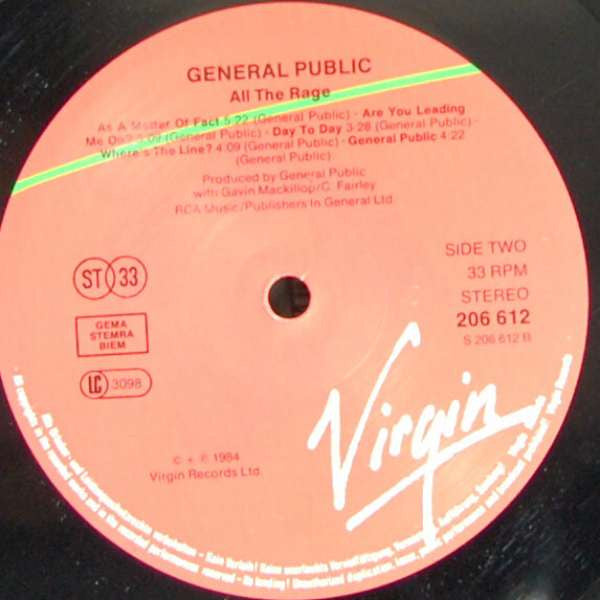 GENERAL PUBLIC
All The Rage
As A Matter Of Fact 5:22 (General Public) · Are You Leading
Me On? 3:09 (General Public) · Day To Day 3:28 (General Public) ·
Where's The Line? 4:09 (General Public) · General Public 4:22
(General Public)
Produced by General Public
with Gavin Mackillop/C. Fairley
RCA Music/Publishers In General Ltd.
SIDE TWO
33 RPM
STEREO
206 612
S 206 612 B
ST 33
GEMA
STEMRA
BIEM
LC 3098
Virgin
© + ℗ 1984
Virgin Records Ltd.